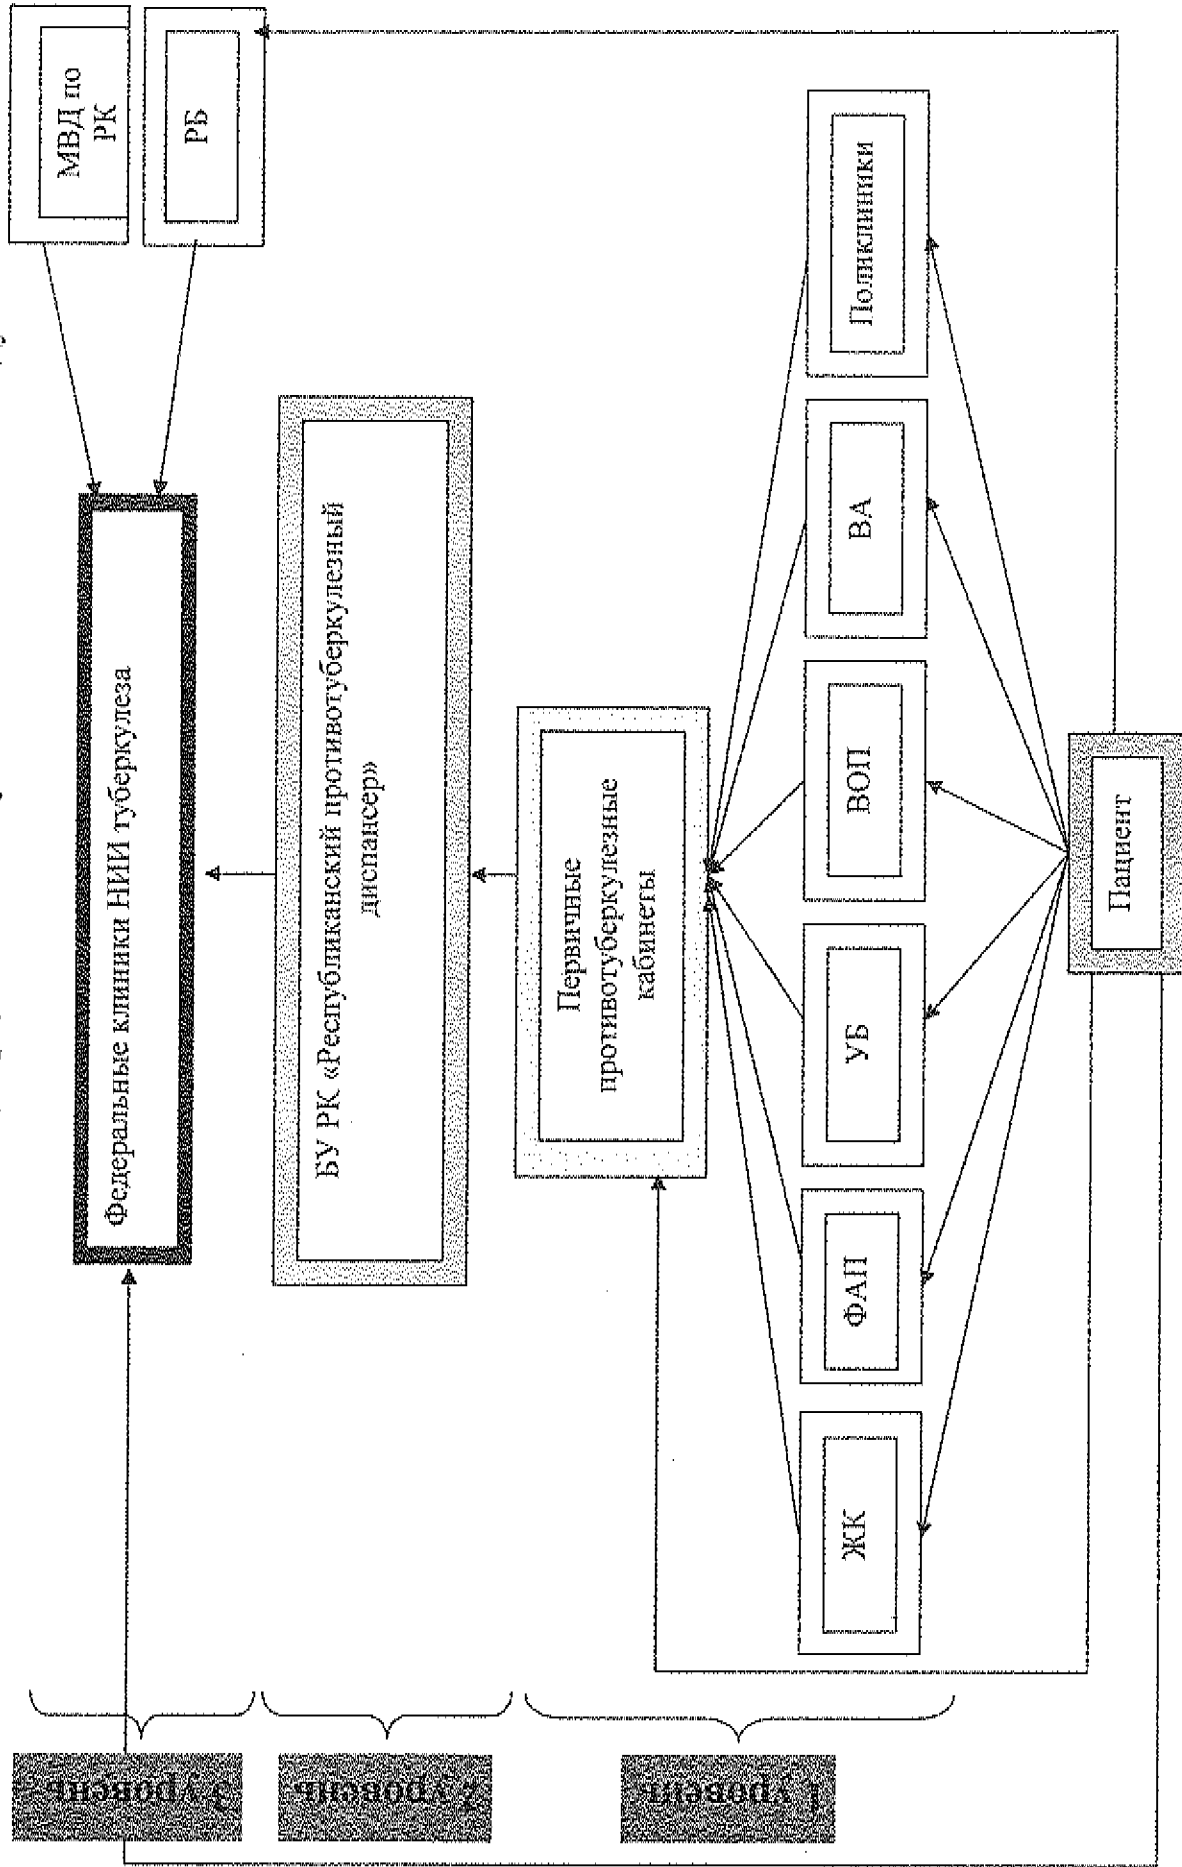 3 уровень
2 уровень
1 уровень
Федеральные клиники НИИ туберкулеза
МВД по
РК
РБ
БУ РК «Республиканский противотуберкулезный
диспансер»
Первичные
противотуберкулезные
кабинеты
ЖК
ФАП
УБ
ВОП
ВА
Поликлиники
Пациент